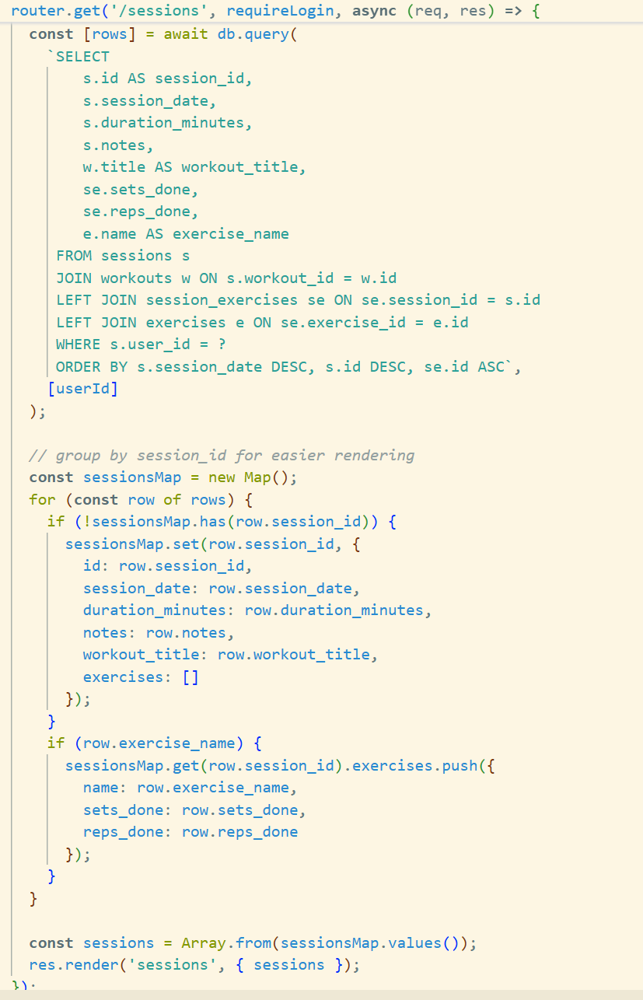 router.get('/sessions', requireLogin, async (req, res) => {
  const [rows] = await db.query(
    `SELECT
        s.id AS session_id,
        s.session_date,
        s.duration_minutes,
        s.notes,
        w.title AS workout_title,
        se.sets_done,
        se.reps_done,
        e.name AS exercise_name
     FROM sessions s
     JOIN workouts w ON s.workout_id = w.id
     LEFT JOIN session_exercises se ON se.session_id = s.id
     LEFT JOIN exercises e ON se.exercise_id = e.id
     WHERE s.user_id = ?
     ORDER BY s.session_date DESC, s.id DESC, se.id ASC`,
    [userId]
  );

  // group by session_id for easier rendering
  const sessionsMap = new Map();
  for (const row of rows) {
    if (!sessionsMap.has(row.session_id)) {
      sessionsMap.set(row.session_id, {
        id: row.session_id,
        session_date: row.session_date,
        duration_minutes: row.duration_minutes,
        notes: row.notes,
        workout_title: row.workout_title,
        exercises: []
      });
    }
    if (row.exercise_name) {
      sessionsMap.get(row.session_id).exercises.push({
        name: row.exercise_name,
        sets_done: row.sets_done,
        reps_done: row.reps_done
      });
    }
  }

  const sessions = Array.from(sessionsMap.values());
  res.render('sessions', { sessions });
});